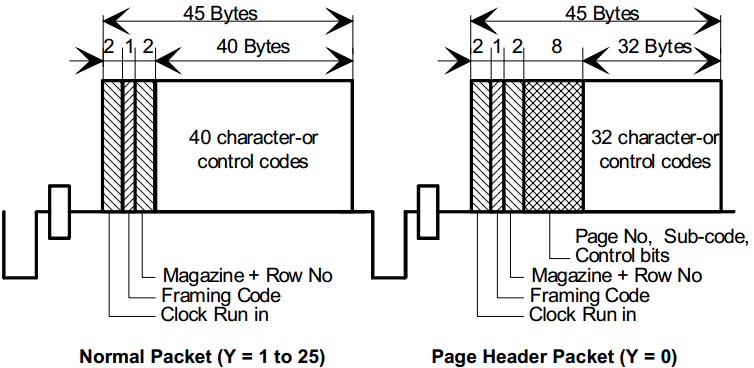 45 Bytes
2 1 2 40 Bytes
40 character-or
control codes
Magazine + Row No
Framing Code
Clock Run in
Normal Packet (Y = 1 to 25)
45 Bytes
2 1 2 8 32 Bytes
32 character-or
control codes
Page No, Sub-code,
Control bits
Magazine + Row No
Framing Code
Clock Run in
Page Header Packet (Y = 0)